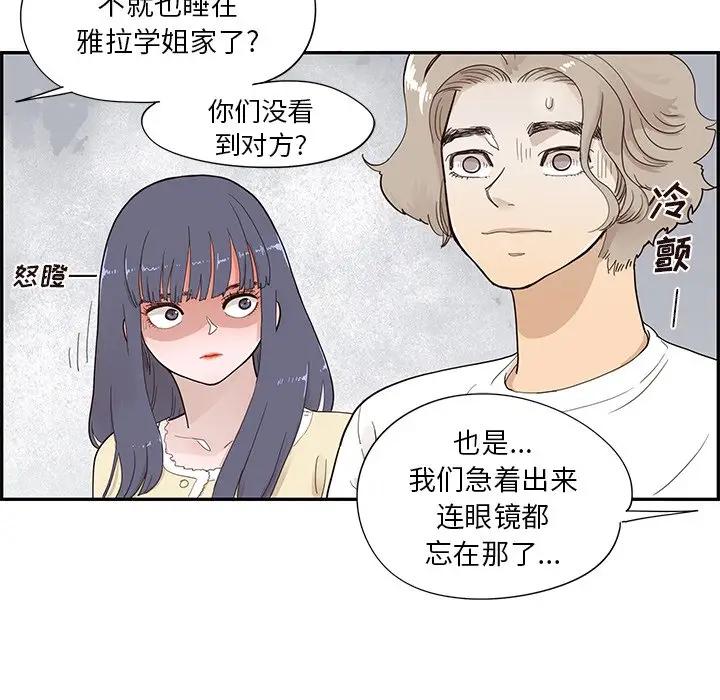 不就也睡在
雅拉学姐家了?
你们没看
到对方?
怒瞪—
冷颤—
也是...
我们急着出来
连眼镜都
忘在那了...